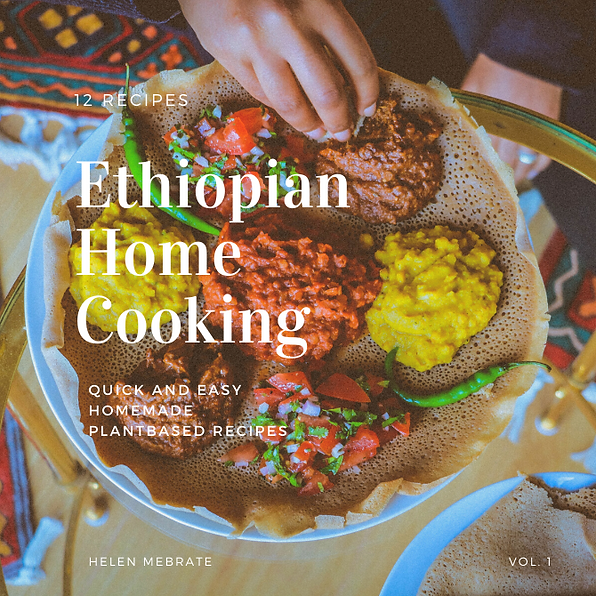 12 RECIPES
Ethiopian
Home
Cooking
QUICK AND EASY
HOMEMADE
PLANTBASED RECIPES
HELEN MEBRATE
VOL. 1